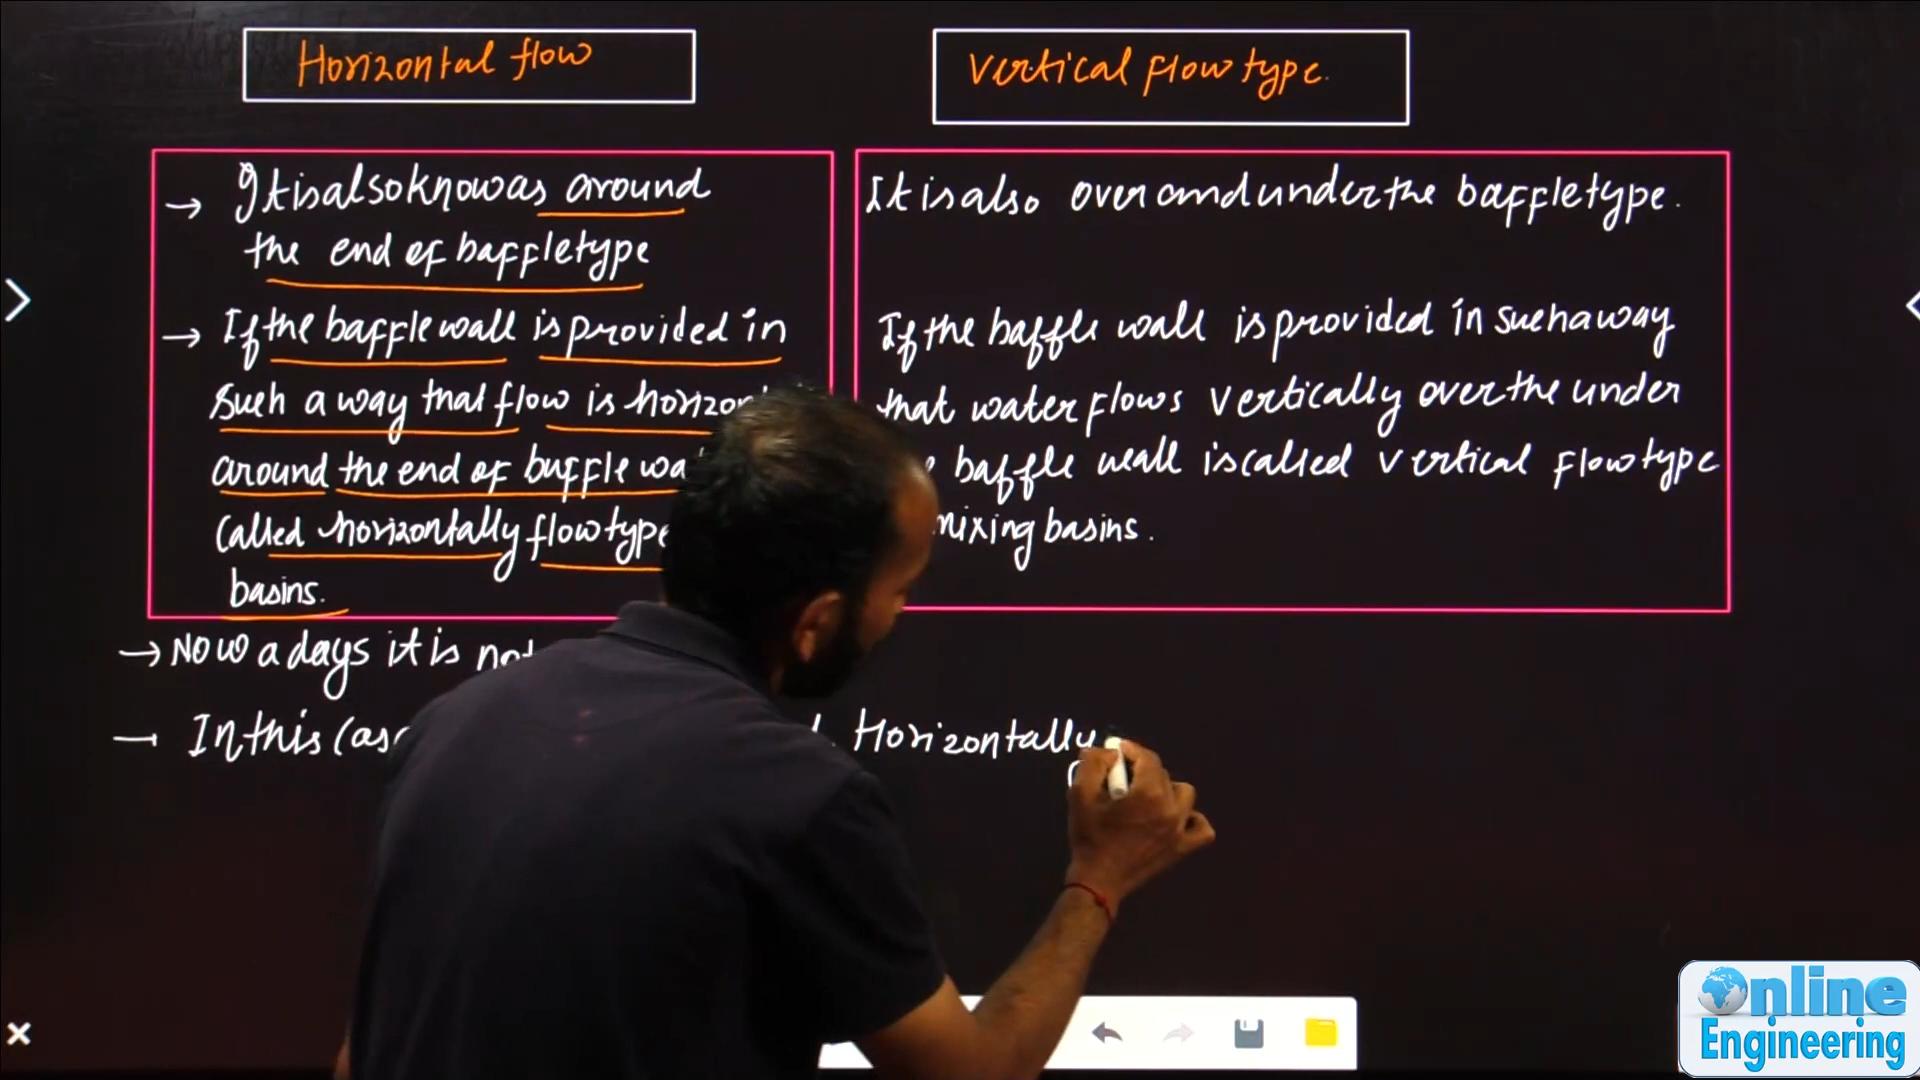 Horizontal flow
Vertical flow type.
→ It is also know as around
the end of baffle type
→ If the baffle wall is provided in
such a way that flow is
around the end of buffle
called horizontally flow type
basins.
It is also over and under the baffle type.
If the baffle wall is provided in such a way
that water flows vertically over the under
baffle wall is called vertical flow type
mixing basins.
→ Now a days it is
→ In this Horizontally
Online
Engineering